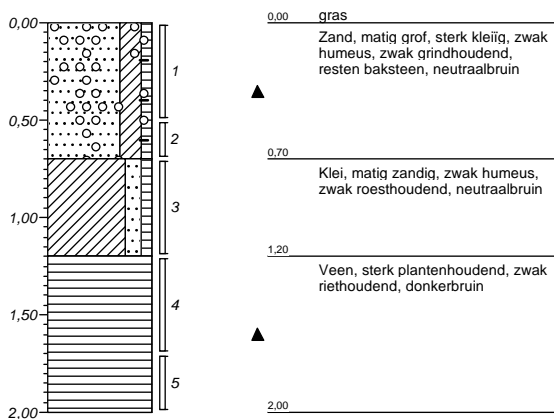 0,00
0,50
1,00
1,50
2,00
1
2
3
4
5
0,00
gras
Zand, matig grof, sterk kleiïg, zwak
humeus, zwak grindhoudend,
resten baksteen, neutraalbruin
0,70
Klei, matig zandig, zwak humeus,
zwak roesthoudend, neutraalbruin
1,20
Veen, sterk plantenhoudend, zwak
riethoudend, donkerbruin
2,00